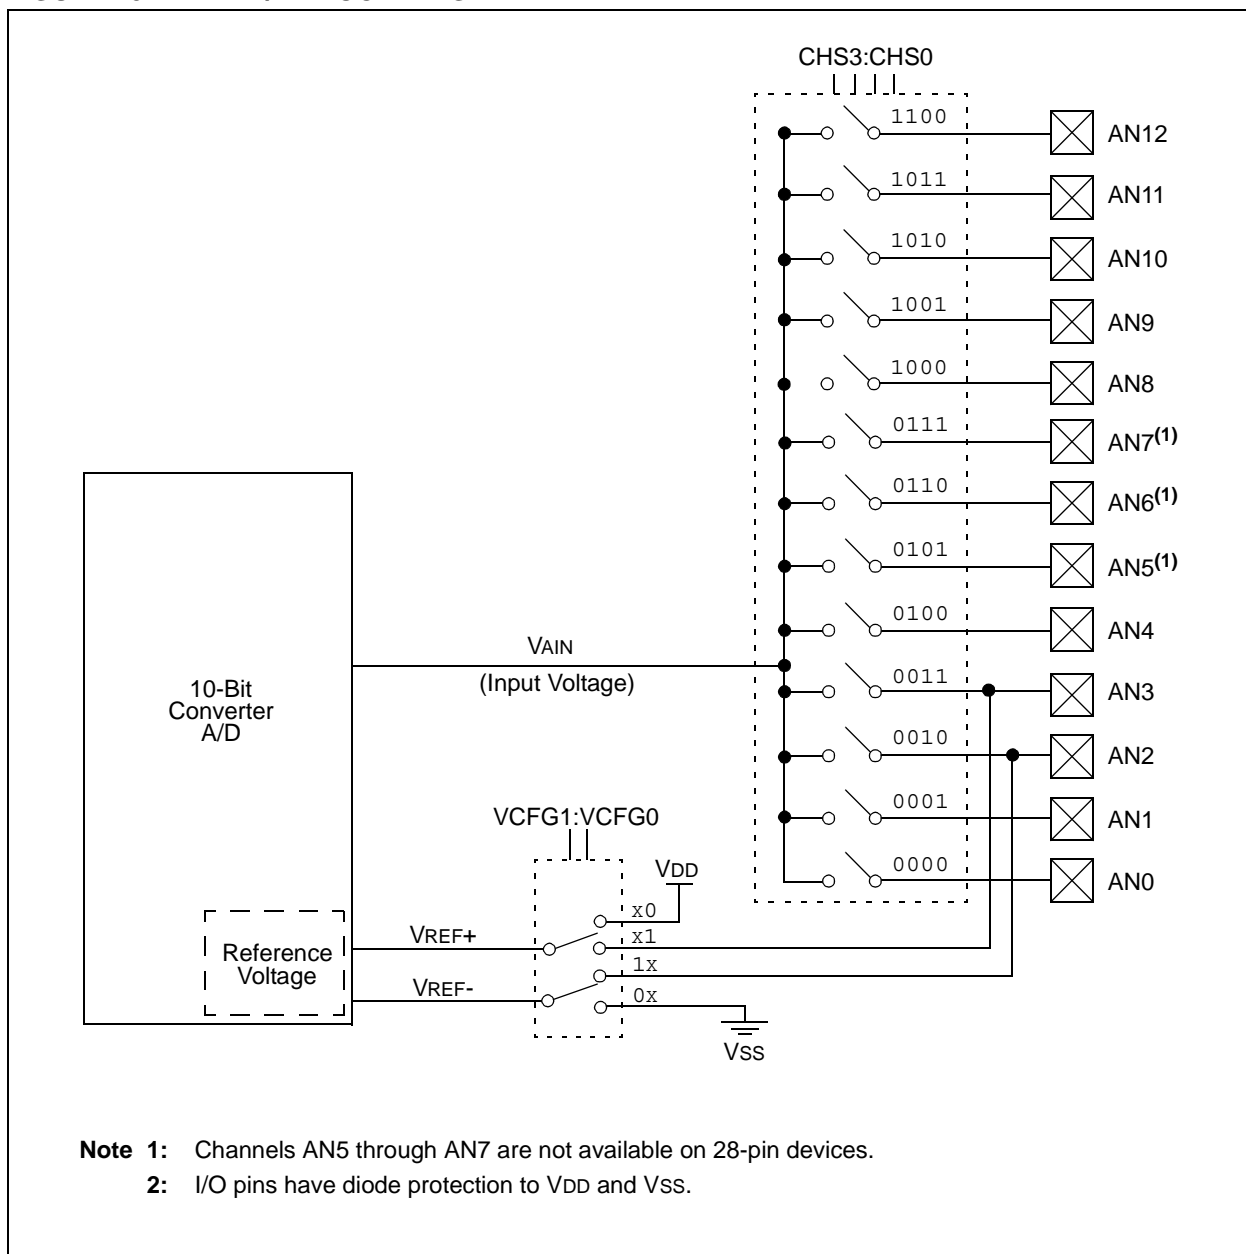 CHS3:CHS0
1100
AN12
1011
AN11
1010
AN10
1001
AN9
1000
AN8
0111
AN7(1)
0110
AN6(1)
0101
AN5(1)
0100
AN4
VAIN
(Input Voltage)
0011
AN3
10-Bit
Converter
A/D
0010
AN2
0001
AN1
VCFG1:VCFG0
0000
AN0
VDD
x0
VREF+
x1
Reference
Voltage
1x
VREF-
0x
VSS
Note 1: Channels AN5 through AN7 are not available on 28-pin devices.
2: I/O pins have diode protection to VDD and VSS.